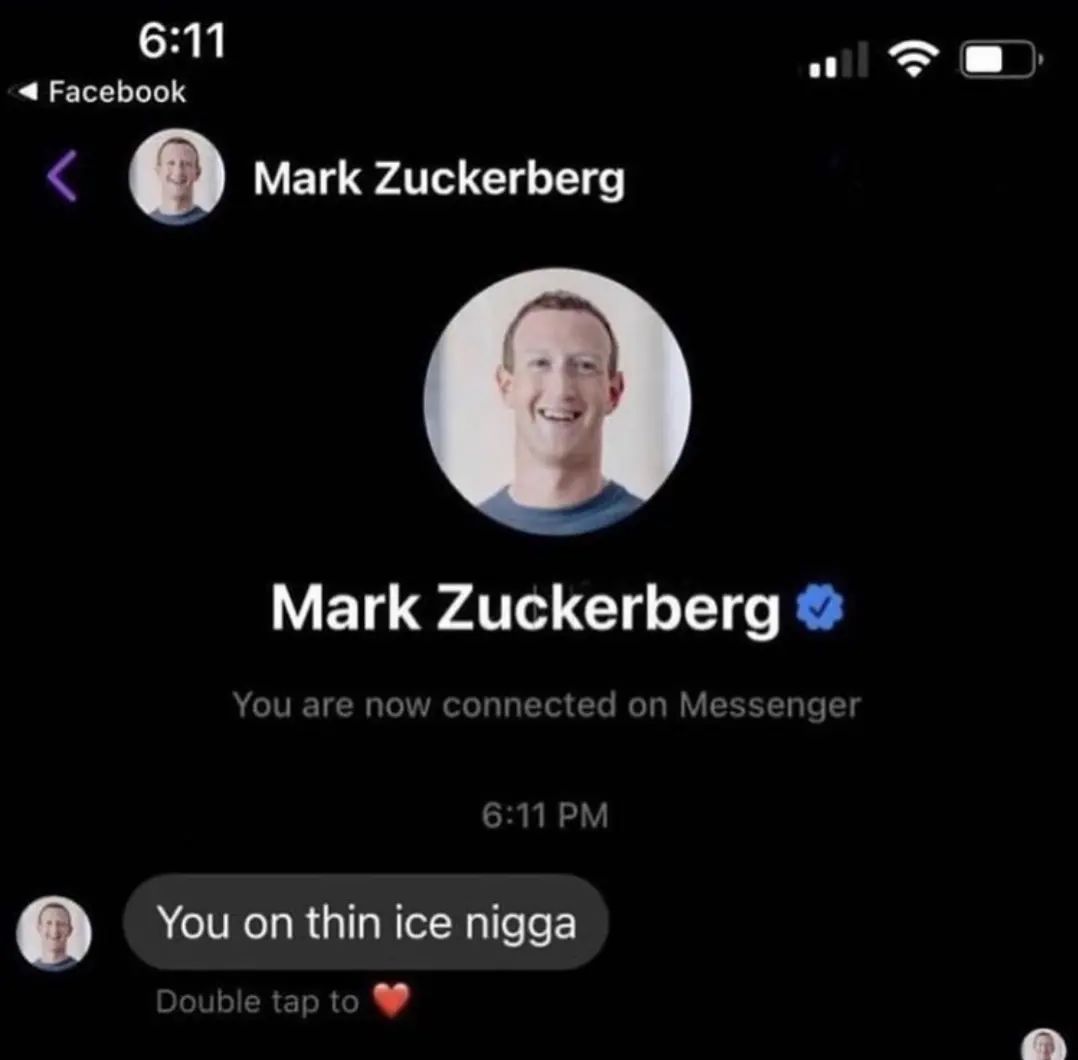 6:11
Facebook
Mark Zuckerberg
Mark Zuckerberg
You are now connected on Messenger
6:11 PM
You on thin ice nigga
Double tap to ❤️